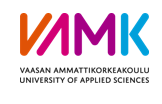 VAMK
VAASAN AMMATTIKORKEAKOULU
UNIVERSITY OF APPLIED SCIENCES